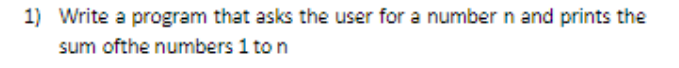 1) Write a program that asks the user for a number n and prints the
sum ofthe numbers 1 to n